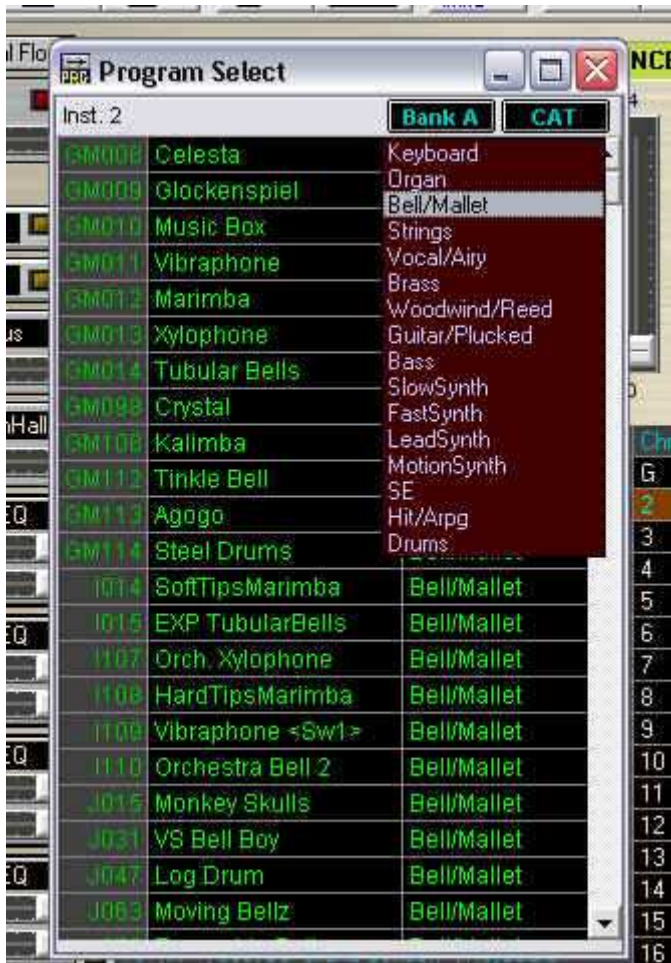 Program Select
Inst. 2 Bank A CAT
GM008 Celesta
GM009 Glockenspiel
GM010 Music Box
GM011 Vibraphone
GM012 Marimba
GM013 Xylophone
GM014 Tubular Bells
GM098 Crystal
GM108 Kalimba
GM112 Tinkle Bell
GM113 Agogo
GM114 Steel Drums
Keyboard
Organ
Bell/Mallet
Strings
Vocal/Airy
Brass
Woodwind/Reed
Guitar/Plucked
Bass
SlowSynth
FastSynth
LeadSynth
MotionSynth
SE
Hit/Arpg
Drums
I014 SoftTipsMarimba Bell/Mallet
I015 EXP TubularBells Bell/Mallet
I107 Orch. Xylophone Bell/Mallet
I108 HardTipsMarimba Bell/Mallet
I109 Vibraphone <Sw1> Bell/Mallet
I110 Orchestra Bell 2 Bell/Mallet
J015 Monkey Skulls Bell/Mallet
J031 VS Bell Boy Bell/Mallet
J047 Log Drum Bell/Mallet
J063 Moving Bellz Bell/Mallet
EQ
EQ
EQ
EQ
G
2
3
4
5
6
7
8
9
10
11
12
13
14
15
16